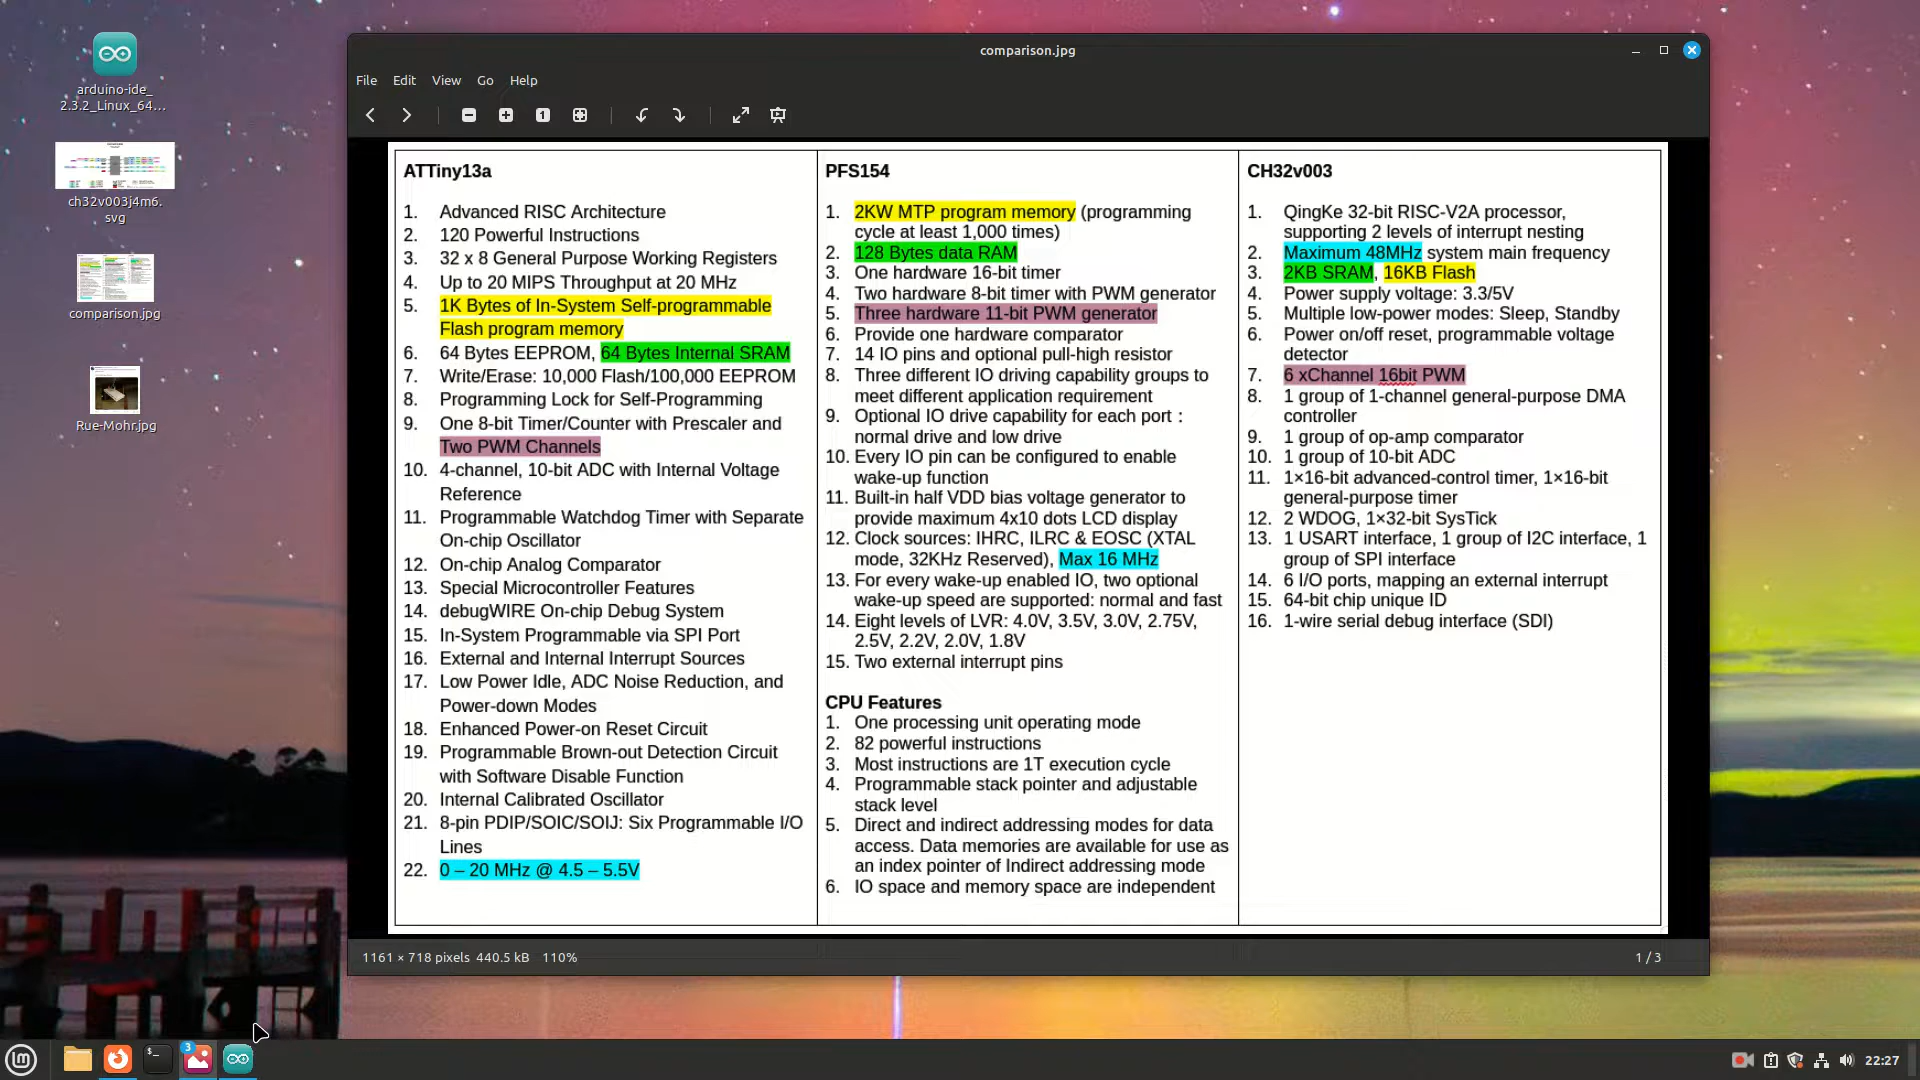 comparison.jpg
File Edit View Go Help
arduino-ide_
2.3.2_Linux_64...
ch32v003j4m6.
svg
comparison.jpg
Rue-Mohr.jpg
ATTiny13a
1. Advanced RISC Architecture
2. 120 Powerful Instructions
3. 32 x 8 General Purpose Working Registers
4. Up to 20 MIPS Throughput at 20 MHz
5. 1K Bytes of In-System Self-programmable
Flash program memory
6. 64 Bytes EEPROM, 64 Bytes Internal SRAM
7. Write/Erase: 10,000 Flash/100,000 EEPROM
8. Programming Lock for Self-Programming
9. One 8-bit Timer/Counter with Prescaler and
Two PWM Channels
10. 4-channel, 10-bit ADC with Internal Voltage
Reference
11. Programmable Watchdog Timer with Separate
On-chip Oscillator
12. On-chip Analog Comparator
13. Special Microcontroller Features
14. debugWIRE On-chip Debug System
15. In-System Programmable via SPI Port
16. External and Internal Interrupt Sources
17. Low Power Idle, ADC Noise Reduction, and
Power-down Modes
18. Enhanced Power-on Reset Circuit
19. Programmable Brown-out Detection Circuit
with Software Disable Function
20. Internal Calibrated Oscillator
21. 8-pin PDIP/SOIC/SOIJ: Six Programmable I/O
Lines
22. 0 – 20 MHz @ 4.5 – 5.5V
PFS154
1. 2KW MTP program memory (programming
cycle at least 1,000 times)
2. 128 Bytes data RAM
3. One hardware 16-bit timer
4. Two hardware 8-bit timer with PWM generator
5. Three hardware 11-bit PWM generator
6. Provide one hardware comparator
7. 14 IO pins and optional pull-high resistor
8. Three different IO driving capability groups to
meet different application requirement
9. Optional IO drive capability for each port :
normal drive and low drive
10. Every IO pin can be configured to enable
wake-up function
11. Built-in half VDD bias voltage generator to
provide maximum 4x10 dots LCD display
12. Clock sources: IHRC, ILRC & EOSC (XTAL
mode, 32KHz Reserved), Max 16 MHz
13. For every wake-up enabled IO, two optional
wake-up speed are supported: normal and fast
14. Eight levels of LVR: 4.0V, 3.5V, 3.0V, 2.75V,
2.5V, 2.2V, 2.0V, 1.8V
15. Two external interrupt pins
CPU Features
1. One processing unit operating mode
2. 82 powerful instructions
3. Most instructions are 1T execution cycle
4. Programmable stack pointer and adjustable
stack level
5. Direct and indirect addressing modes for data
access. Data memories are available for use as
an index pointer of Indirect addressing mode
6. IO space and memory space are independent
CH32v003
1. QingKe 32-bit RISC-V2A processor,
supporting 2 levels of interrupt nesting
2. Maximum 48MHz system main frequency
3. 2KB SRAM, 16KB Flash
4. Power supply voltage: 3.3/5V
5. Multiple low-power modes: Sleep, Standby
6. Power on/off reset, programmable voltage
detector
7. 6 xChannel 16bit PWM
8. 1 group of 1-channel general-purpose DMA
controller
9. 1 group of op-amp comparator
10. 1 group of 10-bit ADC
11. 1×16-bit advanced-control timer, 1×16-bit
general-purpose timer
12. 2 WDOG, 1×32-bit SysTick
13. 1 USART interface, 1 group of I2C interface, 1
group of SPI interface
14. 6 I/O ports, mapping an external interrupt
15. 64-bit chip unique ID
16. 1-wire serial debug interface (SDI)
1161 × 718 pixels 440.5 kB 110%
1 / 3
3
22:27